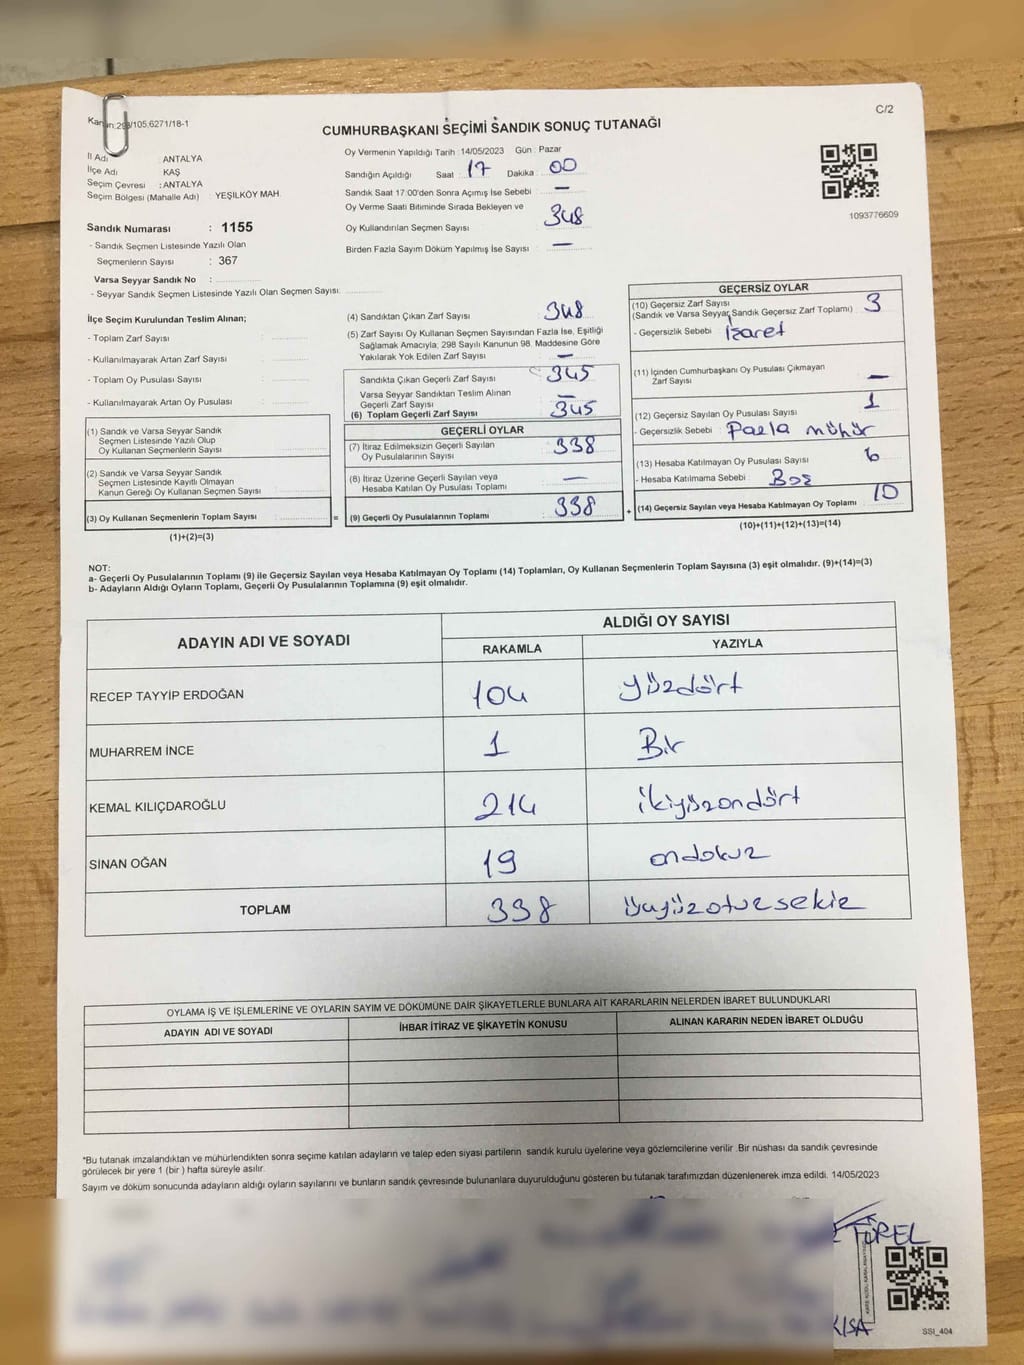 Kanun:298/105,6271/18-1
C/2
CUMHURBAŞKANI SEÇİMİ SANDIK SONUÇ TUTANAĞI
İl Adı : ANTALYA
İlçe Adı : KAŞ
Seçim Çevresi : ANTALYA
Seçim Bölgesi (Mahalle Adı) : YEŞİLKÖY MAH.
Sandık Numarası : 1155
- Sandık Seçmen Listesinde Yazılı Olan
Seçmenlerin Sayısı : 367
Varsa Seyyar Sandık No :
- Seyyar Sandık Seçmen Listesinde Yazılı Olan Seçmen Sayısı:
Oy Vermenin Yapıldığı Tarih :14/05/2023 Gün : Pazar
Sandığın Açıldığı Saat : 17 Dakika : 00
Sandık Saat 17:00'den Sonra Açımış İse Sebebi : —
Oy Verme Saati Bitiminde Sırada Bekleyen ve
Oy Kullandırılan Seçmen Sayısı : 348
Birden Fazla Sayım Döküm Yapılmış İse Sayısı : —
1093776609
İlçe Seçim Kurulundan Teslim Alınan;
- Toplam Zarf Sayısı :
- Kullanılmayarak Artan Zarf Sayısı :
- Toplam Oy Pusulası Sayısı :
- Kullanılmayarak Artan Oy Pusulası :
(1) Sandık ve Varsa Seyyar Sandık
Seçmen Listesinde Yazılı Olup
Oy Kullanan Seçmenlerin Sayısı :
(2) Sandık ve Varsa Seyyar Sandık
Seçmen Listesinde Kayıtlı Olmayan
Kanun Gereği Oy Kullanan Seçmen Sayısı :
(3) Oy Kullanan Seçmenlerin Toplam Sayısı :
(1)+(2)=(3)
(4) Sandıktan Çıkan Zarf Sayısı : 348
(5) Zarf Sayısı Oy Kullanan Seçmen Sayısından Fazla İse, Eşitliği
Sağlamak Amacıyla; 298 Sayılı Kanunun 98. Maddesine Göre
Yakılarak Yok Edilen Zarf Sayısı : —
Sandıkta Çıkan Geçerli Zarf Sayısı : 345
Varsa Seyyar Sandıktan Teslim Alınan
Geçerli Zarf Sayısı : —
(6) Toplam Geçerli Zarf Sayısı : 345
GEÇERLİ OYLAR
(7) İtiraz Edilmeksizin Geçerli Sayılan
Oy Pusulalarının Sayısı : 338
(8) İtiraz Üzerine Geçerli Sayılan veya
Hesaba Katılan Oy Pusulası Toplamı : —
= (9) Geçerli Oy Pusulalarının Toplamı : 338
GEÇERSİZ OYLAR
(10) Geçersiz Zarf Sayısı
(Sandık ve Varsa Seyyar Sandık Geçersiz Zarf Toplamı) : 3
- Geçersizlik Sebebi : İşaret
(11) İçinden Cumhurbaşkanı Oy Pusulası Çıkmayan
Zarf Sayısı : —
(12) Geçersiz Sayılan Oy Pusulası Sayısı : 1
- Geçersizlik Sebebi : Fazla mühür
(13) Hesaba Katılmayan Oy Pusulası Sayısı : 6
- Hesaba Katılmama Sebebi : Boş
+ (14) Geçersiz Sayılan veya Hesaba Katılmayan Oy Toplamı : 10
(10)+(11)+(12)+(13)=(14)
NOT:
a- Geçerli Oy Pusulalarının Toplamı (9) ile Geçersiz Sayılan veya Hesaba Katılmayan Oy Toplamı (14) Toplamları, Oy Kullanan Seçmenlerin Toplam Sayısına (3) eşit olmalıdır. (9)+(14)=(3)
b- Adayların Aldığı Oyların Toplamı, Geçerli Oy Pusulalarının Toplamına (9) eşit olmalıdır.
ADAYIN ADI VE SOYADI
ALDIĞI OY SAYISI
RAKAMLA YAZIYLA
RECEP TAYYİP ERDOĞAN 104 yüzdört
MUHARREM İNCE 1 Bir
KEMAL KILIÇDAROĞLU 214 ikiyüzondört
SİNAN OĞAN 19 ondokuz
TOPLAM 338 üçyüzotuzsekiz
OYLAMA İŞ VE İŞLEMLERİNE VE OYLARIN SAYIM VE DÖKÜMÜNE DAİR ŞİKAYETLERLE BUNLARA AİT KARARLARIN NELERDEN İBARET BULUNDUKLARI
ADAYIN ADI VE SOYADI İHBAR İTİRAZ VE ŞİKAYETİN KONUSU ALINAN KARARIN NEDEN İBARET OLDUĞU
*Bu tutanak imzalandıktan ve mühürlendikten sonra seçime katılan adayların ve talep eden siyasi partilerin sandık kurulu üyelerine veya gözlemcilerine verilir .Bir nüshası da sandık çevresinde
görülecek bir yere 1 (bir ) hafta süreyle asılır.
Sayım ve döküm sonucunda adayların aldığı oyların sayılarını ve bunların sandık çevresinde bulunanlara duyurulduğunu gösteren bu tutanak tarafımızdan düzenlenerek imza edildi. 14/05/2023
TÜREL
KISA
SSI_404